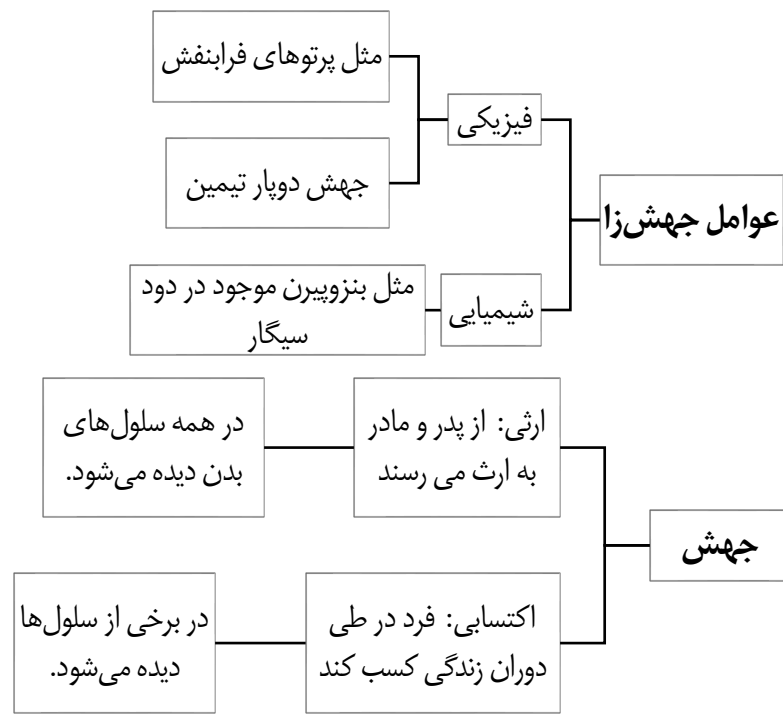 عوامل جهش‌زا
فیزیکی
مثل پرتوهای فرابنفش
جهش دوپار تیمین
شیمیایی
مثل بنزوپیرن موجود در دود
سیگار
جهش
ارثی: از پدر و مادر
به ارث می رسند
در همه سلول‌های
بدن دیده می‌شود.
اکتسابی: فرد در طی
دوران زندگی کسب کند
در برخی از سلول‌ها
دیده می‌شود.